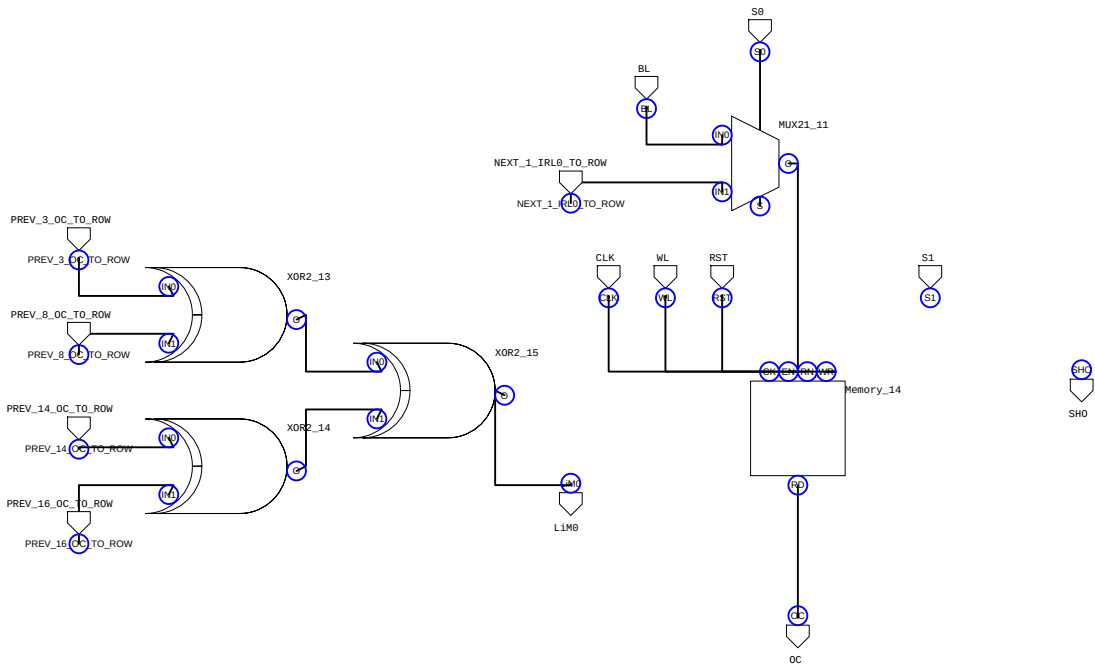 S0
S0
BL
BL
MUX21_11
IN0
O
NEXT_1_IRL0_TO_ROW
IN1
NEXT_1_IRL0_TO_ROW
S
PREV_3_OC_TO_ROW
PREV_3_OC_TO_ROW
CLK
WL
RST
S1
CLK
WL
RST
S1
XOR2_13
IN0
O
PREV_8_OC_TO_ROW
IN1
PREV_8_OC_TO_ROW
XOR2_15
IN0
O
IN1
CK
EN
RN
WR
Memory_14
SHO
SHO
PREV_14_OC_TO_ROW
XOR2_14
IN0
PREV_14_OC_TO_ROW
O
IN1
PREV_16_OC_TO_ROW
PREV_16_OC_TO_ROW
LiM0
LiM0
RD
OC
OC